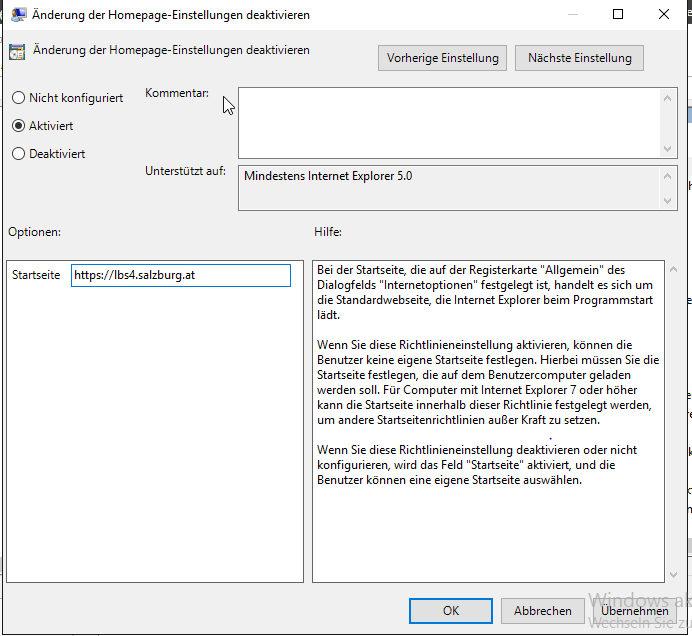 Änderung der Homepage-Einstellungen deaktivieren
Änderung der Homepage-Einstellungen deaktivieren
Vorherige Einstellung
Nächste Einstellung
Nicht konfiguriert
Aktiviert
Deaktiviert
Kommentar:
Unterstützt auf:
Mindestens Internet Explorer 5.0
Optionen:
Hilfe:
Startseite
https://lbs4.salzburg.at
Bei der Startseite, die auf der Registerkarte "Allgemein" des
Dialogfelds "Internetoptionen" festgelegt ist, handelt es sich um
die Standardwebseite, die Internet Explorer beim Programmstart
lädt.
Wenn Sie diese Richtlinieneinstellung aktivieren, können die
Benutzer keine eigene Startseite festlegen. Hierbei müssen Sie die
Startseite festlegen, die auf dem Benutzercomputer geladen
werden soll. Für Computer mit Internet Explorer 7 oder höher
kann die Startseite innerhalb dieser Richtlinie festgelegt werden,
um andere Startseitenrichtlinien außer Kraft zu setzen.
Wenn Sie diese Richtlinieneinstellung deaktivieren oder nicht
konfigurieren, wird das Feld "Startseite" aktiviert, und die
Benutzer können eine eigene Startseite auswählen.
OK
Abbrechen
Übernehmen
Windows ak
Wechseln Sie zu